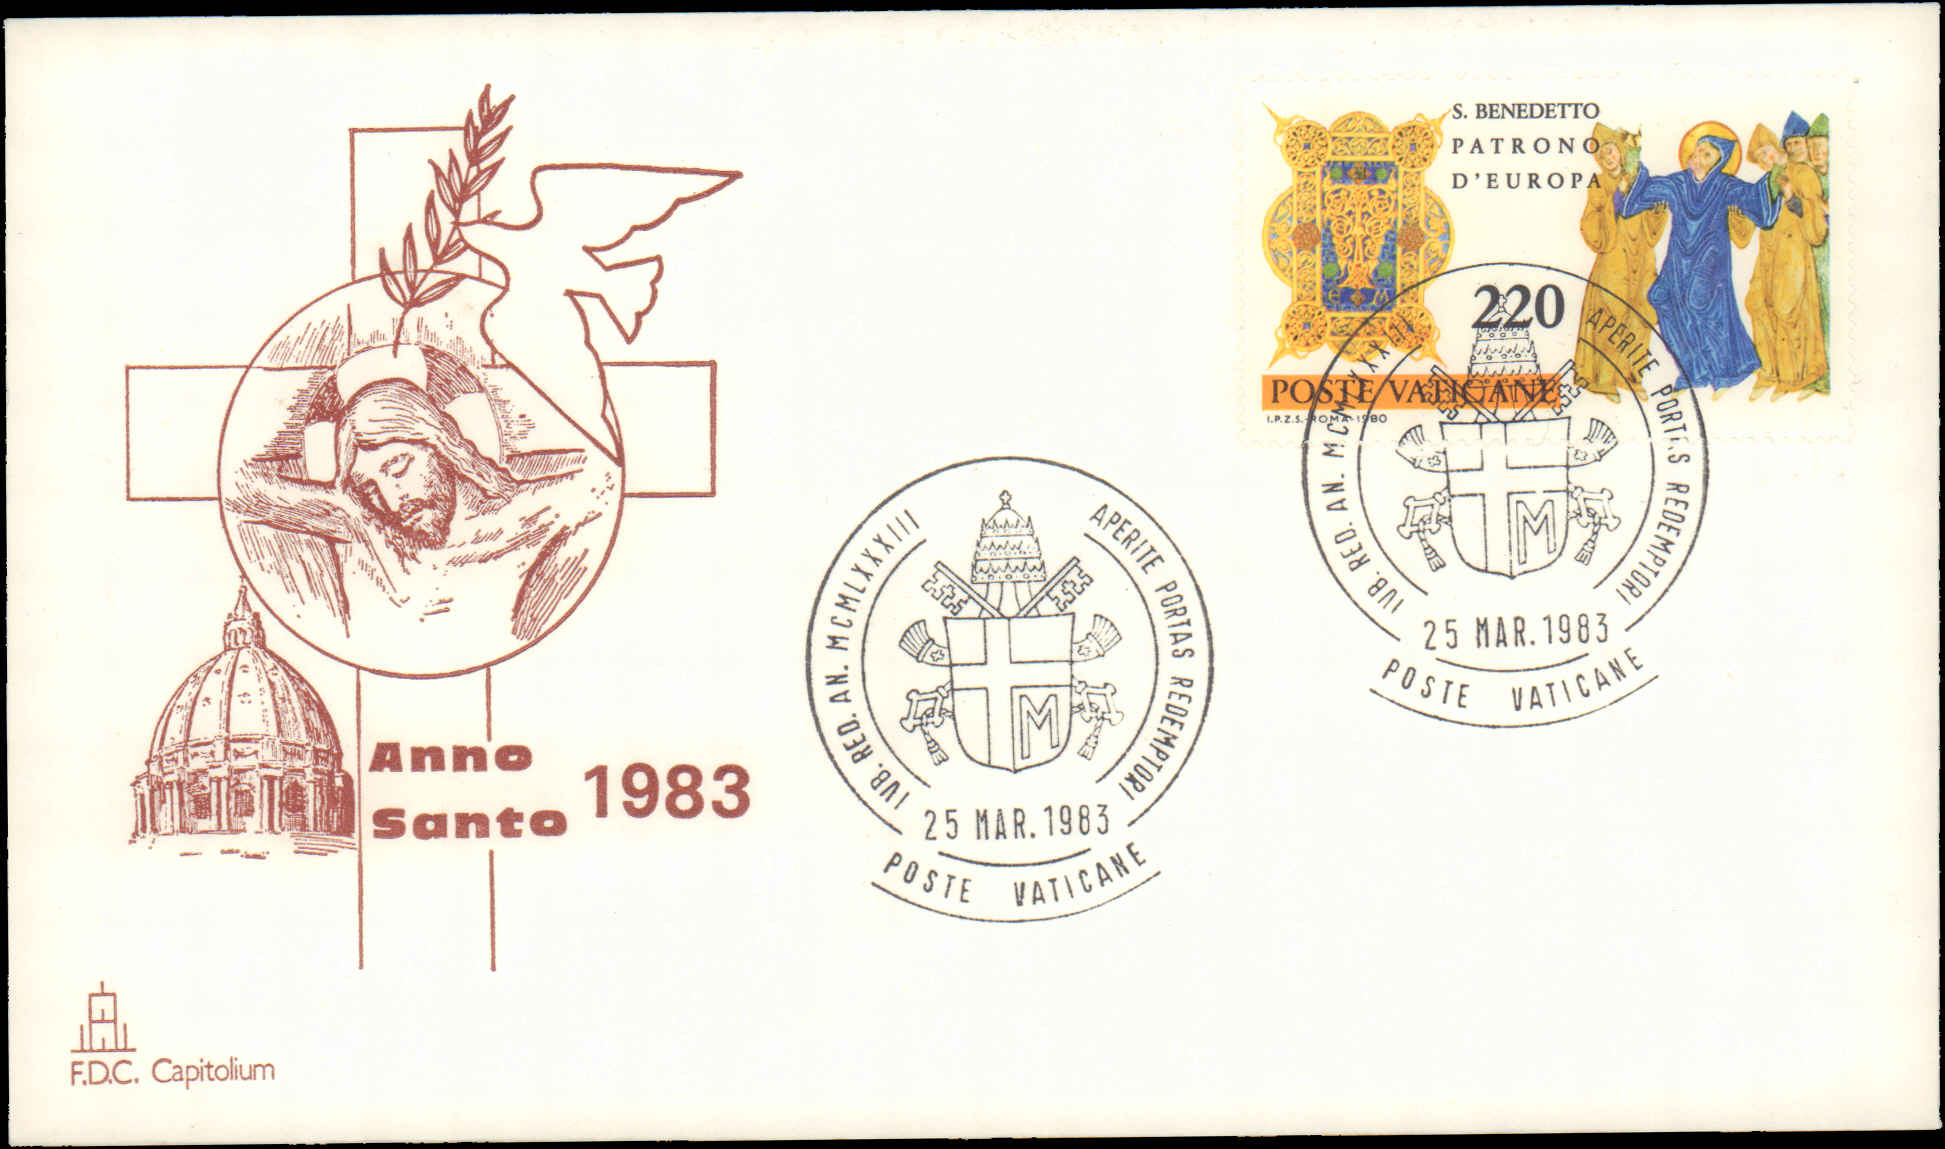 S. BENEDETTO
PATRONO
D'EUROPA
220
POSTE VATICANE
I.P.Z.S.-ROMA-1980
IVB. RED. AN. MCMLXXXIII
APERITE PORTAS REDEMPTORI
M
25 MAR. 1983
POSTE VATICANE
IVB. RED. AN. MCMLXXXIII
APERITE PORTAS REDEMPTORI
M
25 MAR. 1983
POSTE VATICANE
Anno
Santo 1983
F.D.C. Capitolium